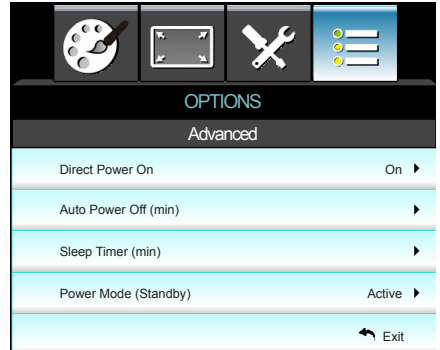 OPTIONS
Advanced
Direct Power On On
Auto Power Off (min)
Sleep Timer (min)
Power Mode (Standby) Active
Exit